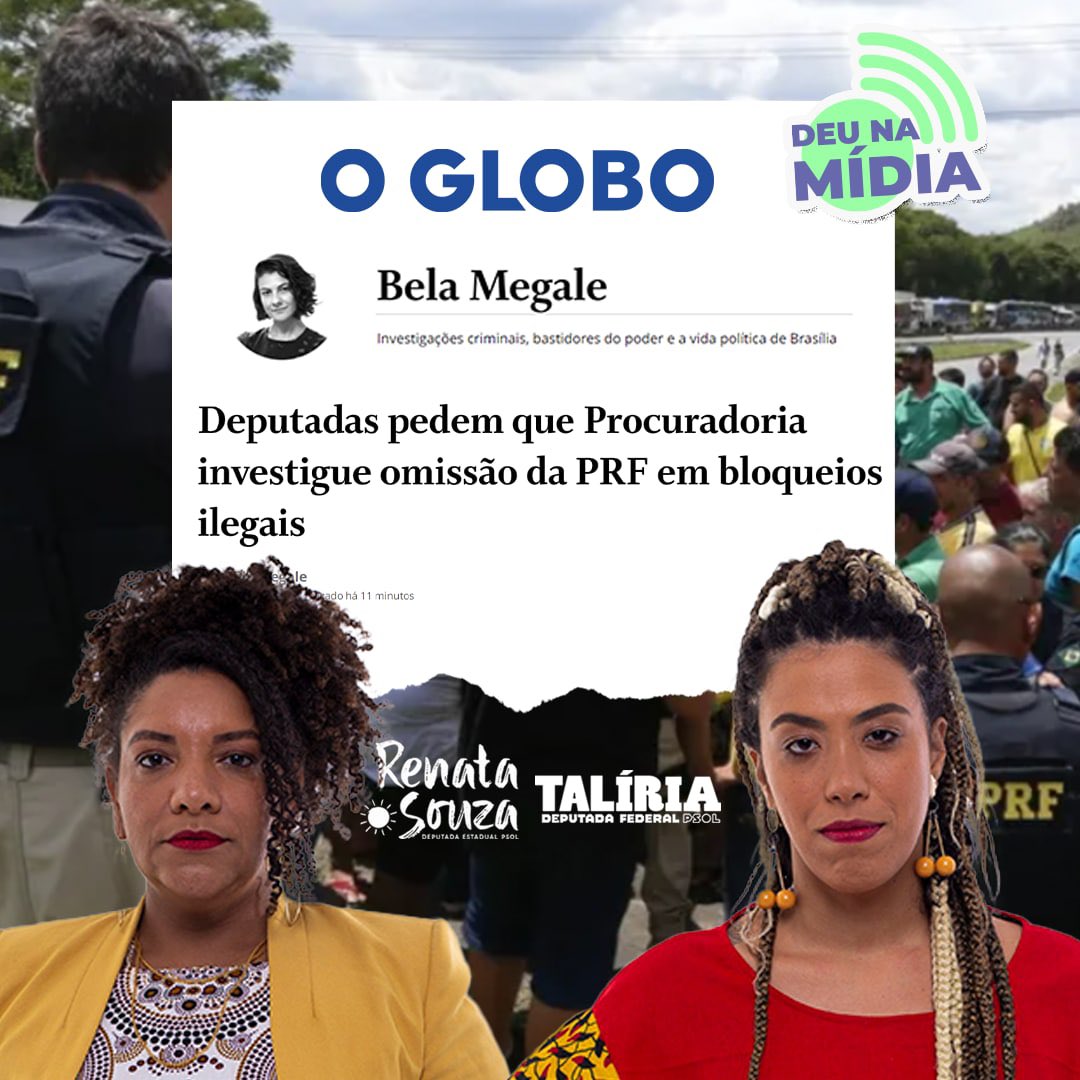 DEU NA
MÍDIA
O GLOBO
Bela Megale
Investigações criminais, bastidores do poder e a vida política de Brasília
Deputadas pedem que Procuradoria
investigue omissão da PRF em bloqueios
ilegais
há 11 minutos
Renata
Souza
DEPUTADA ESTADUAL PSOL
TALÍRIA
DEPUTADA FEDERAL PSOL
PRF